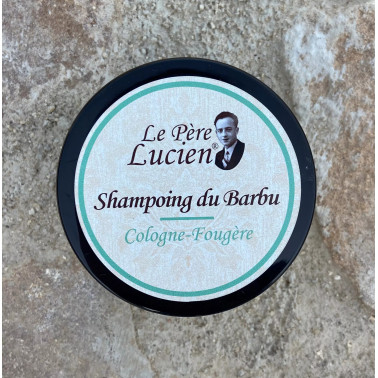 Le Père
Lucien®
Shampoing du Barbu
Cologne-Fougère